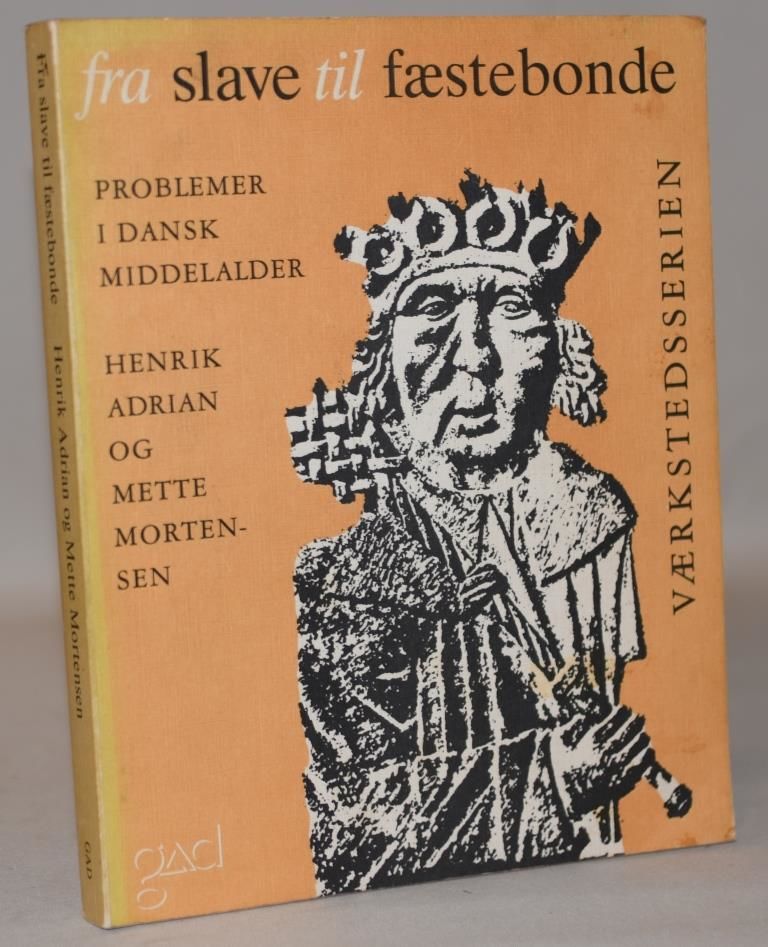 fra slave til fæstebonde
PROBLEMER
I DANSK
MIDDELALDER
HENRIK
ADRIAN
OG
METTE
MORTEN-
SEN
VÆRKSTEDSSERIEN
gad
Fra slave til fæstebonde Henrik Adrian og Mette Mortensen GAD